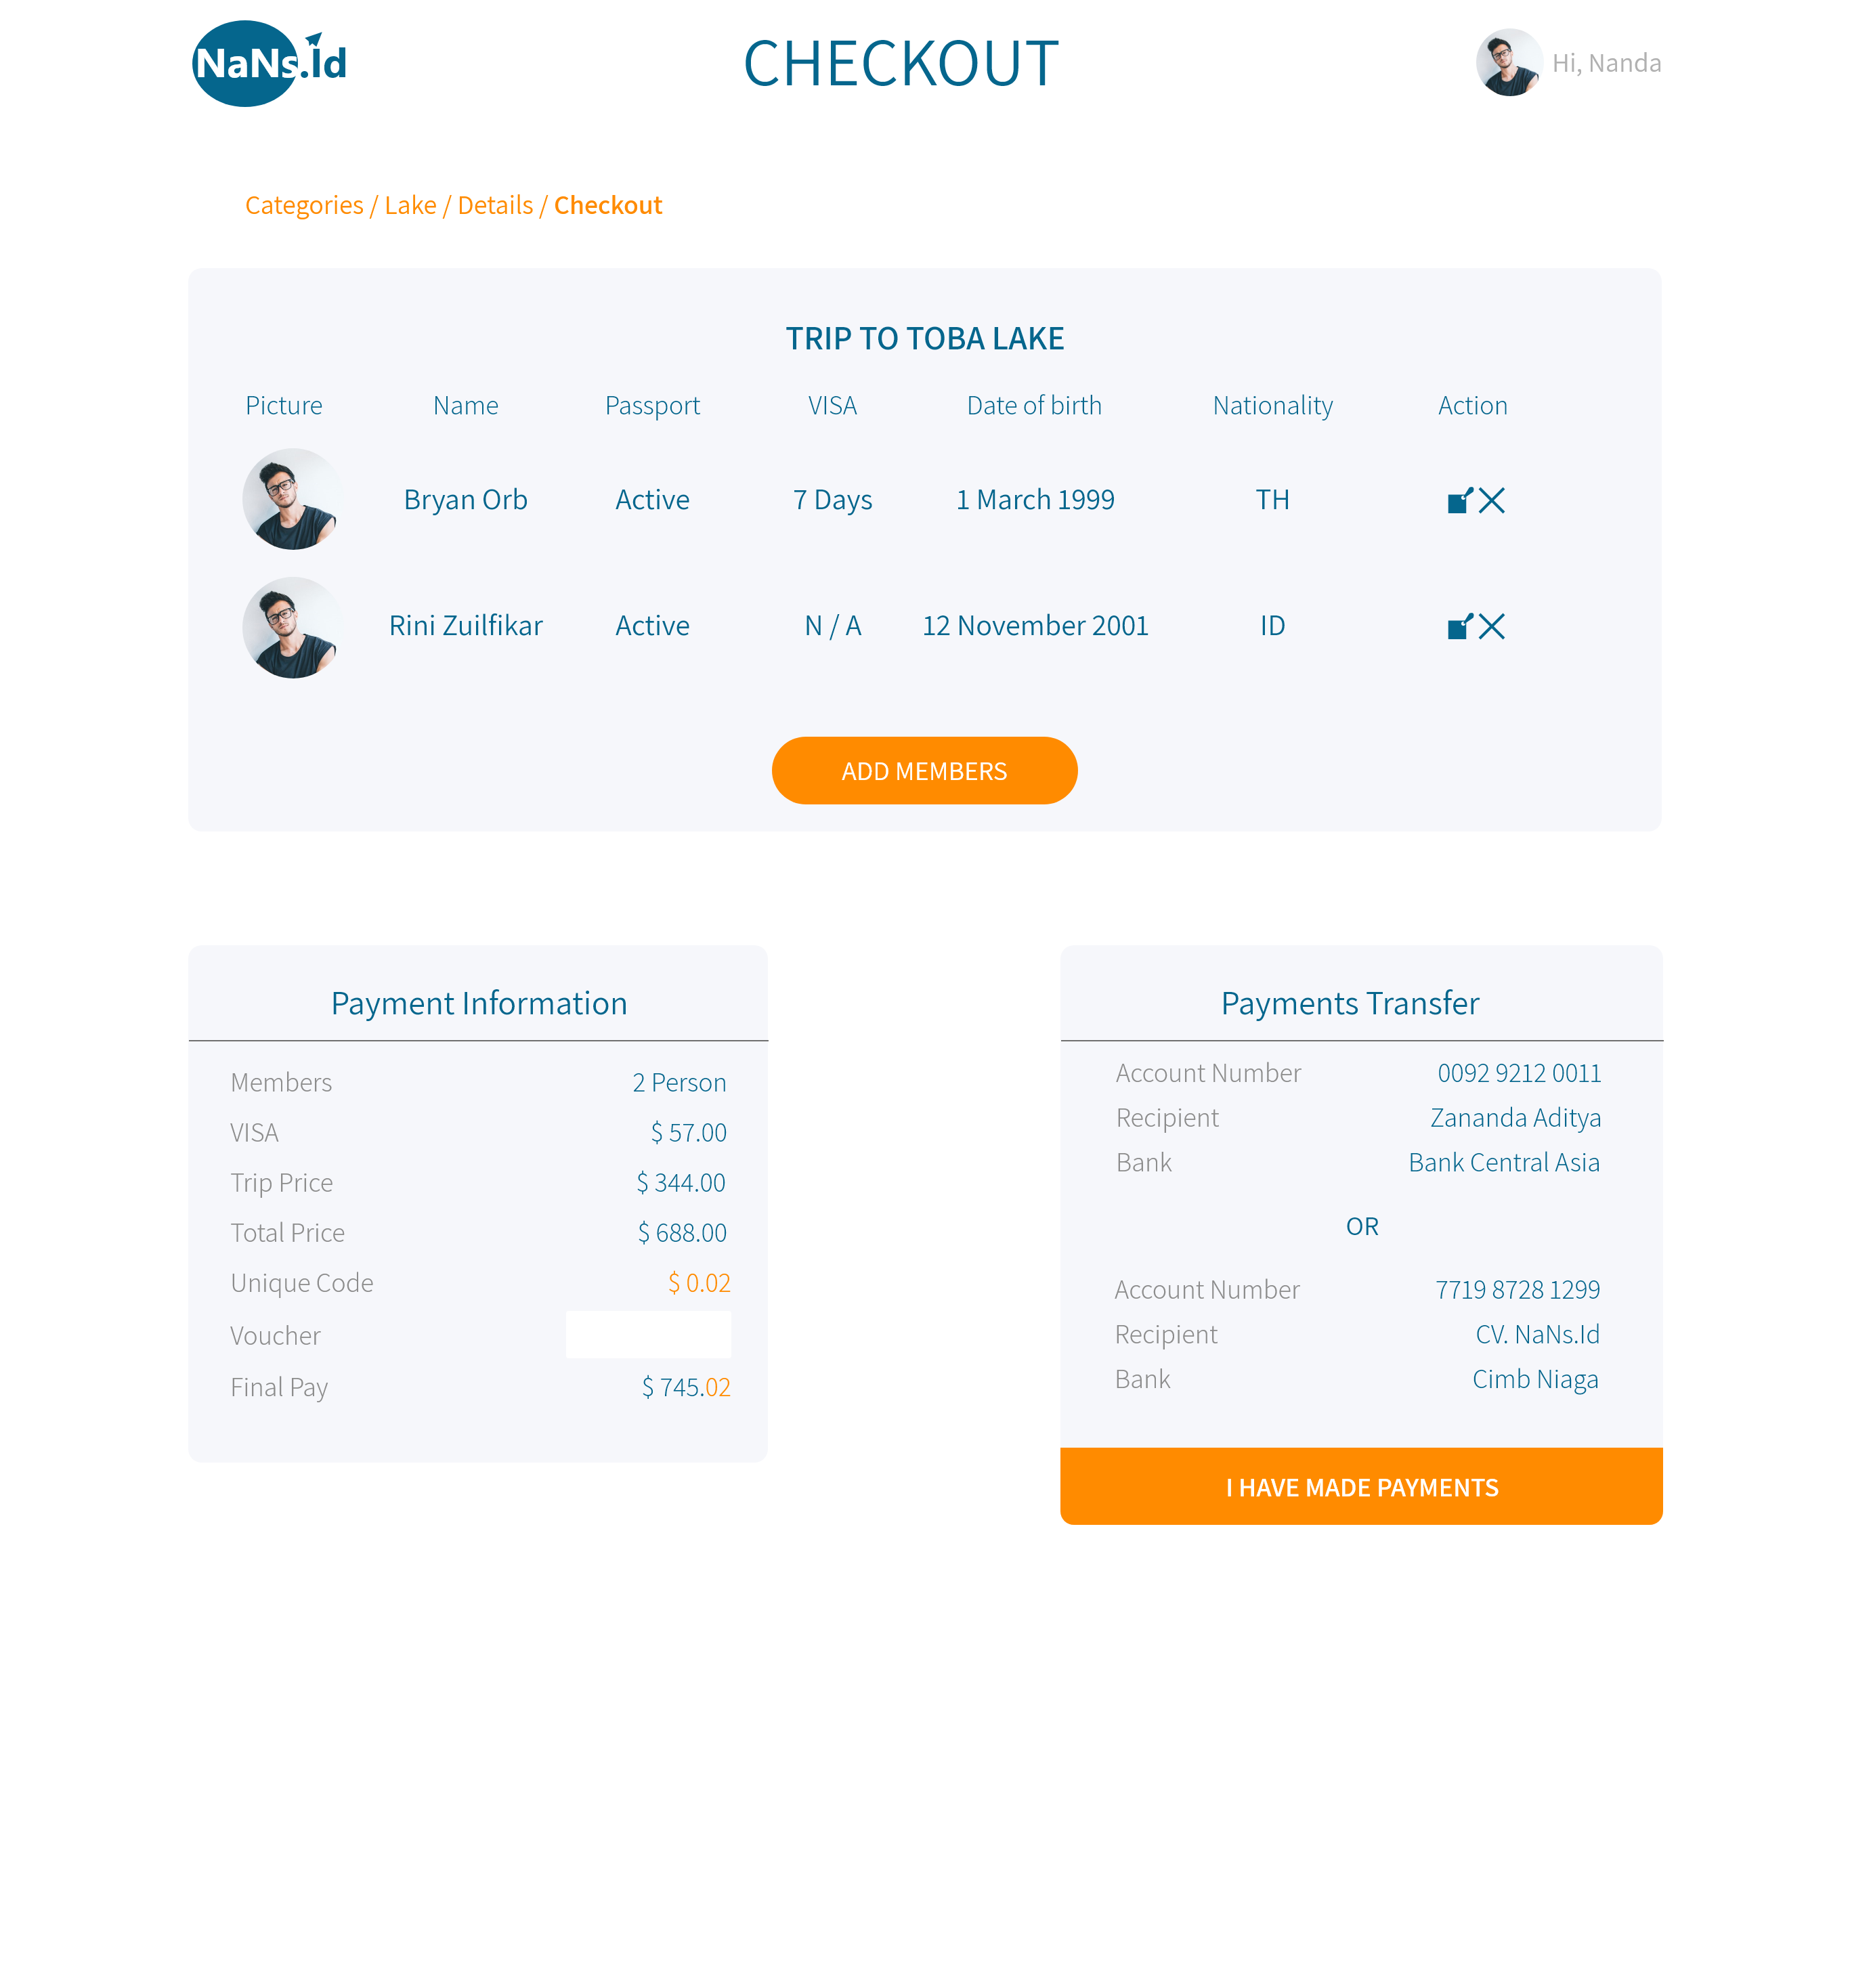 NaNs.Id
CHECKOUT
Hi, Nanda
Categories / Lake / Details / Checkout
TRIP TO TOBA LAKE
Picture Name Passport VISA Date of birth Nationality Action
Bryan Orb Active 7 Days 1 March 1999 TH
Rini Zuilfikar Active N / A 12 November 2001 ID
ADD MEMBERS
Payment Information
Members 2 Person
VISA $ 57.00
Trip Price $ 344.00
Total Price $ 688.00
Unique Code $ 0.02
Voucher
Final Pay $ 745.02
Payments Transfer
Account Number 0092 9212 0011
Recipient Zananda Aditya
Bank Bank Central Asia
OR
Account Number 7719 8728 1299
Recipient CV. NaNs.Id
Bank Cimb Niaga
I HAVE MADE PAYMENTS